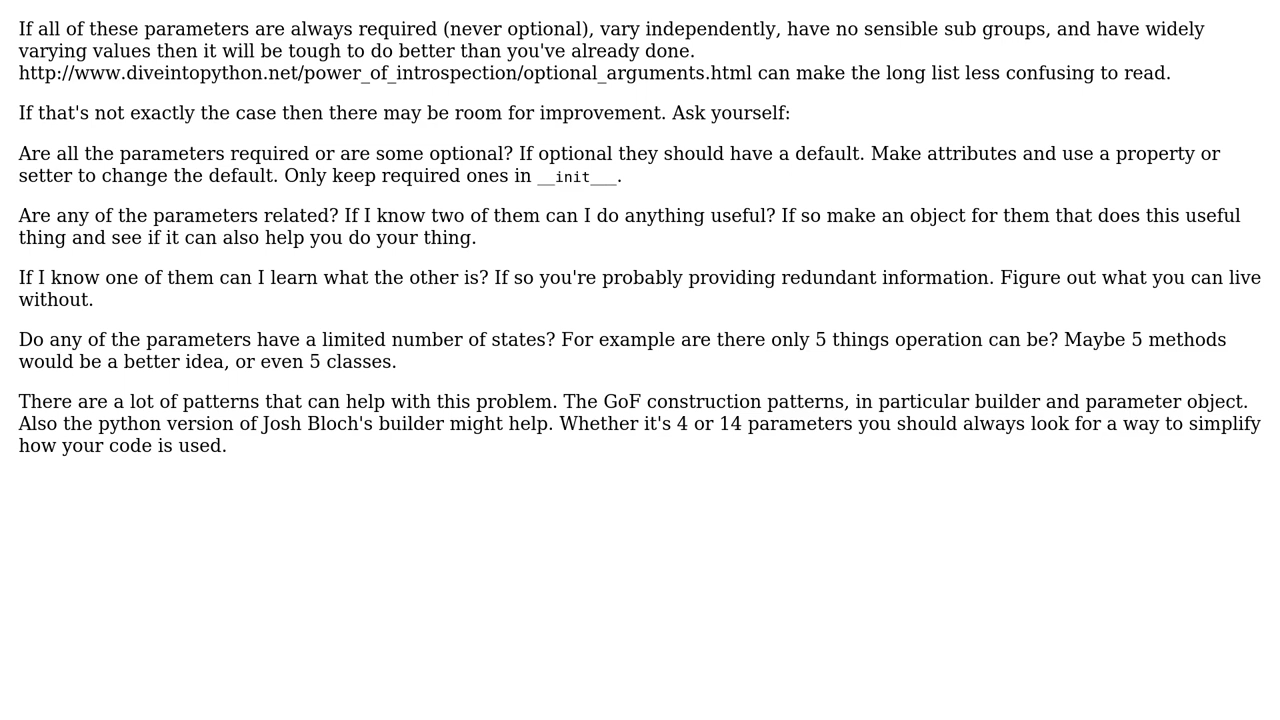 If all of these parameters are always required (never optional), vary independently, have no sensible sub groups, and have widely
varying values then it will be tough to do better than you've already done.
http://www.diveintopython.net/power_of_introspection/optional_arguments.html can make the long list less confusing to read.
If that's not exactly the case then there may be room for improvement. Ask yourself:
Are all the parameters required or are some optional? If optional they should have a default. Make attributes and use a property or
setter to change the default. Only keep required ones in __init___.
Are any of the parameters related? If I know two of them can I do anything useful? If so make an object for them that does this useful
thing and see if it can also help you do your thing.
If I know one of them can I learn what the other is? If so you're probably providing redundant information. Figure out what you can live
without.
Do any of the parameters have a limited number of states? For example are there only 5 things operation can be? Maybe 5 methods
would be a better idea, or even 5 classes.
There are a lot of patterns that can help with this problem. The GoF construction patterns, in particular builder and parameter object.
Also the python version of Josh Bloch's builder might help. Whether it's 4 or 14 parameters you should always look for a way to simplify
how your code is used.